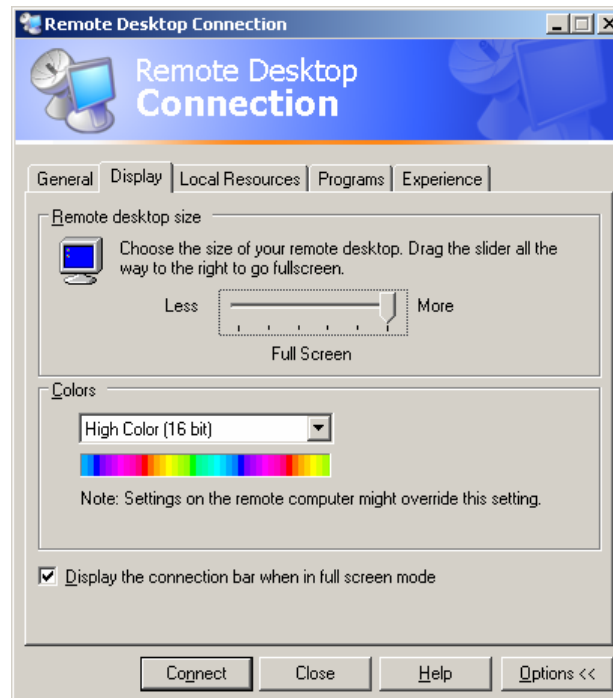 Remote Desktop Connection
Remote Desktop
Connection
General Display Local Resources Programs Experience
Remote desktop size
Choose the size of your remote desktop. Drag the slider all the
way to the right to go fullscreen.
Less More
Full Screen
Colors
High Color (16 bit)
Note: Settings on the remote computer might override this setting.
Display the connection bar when in full screen mode
Connect Close Help Options <<